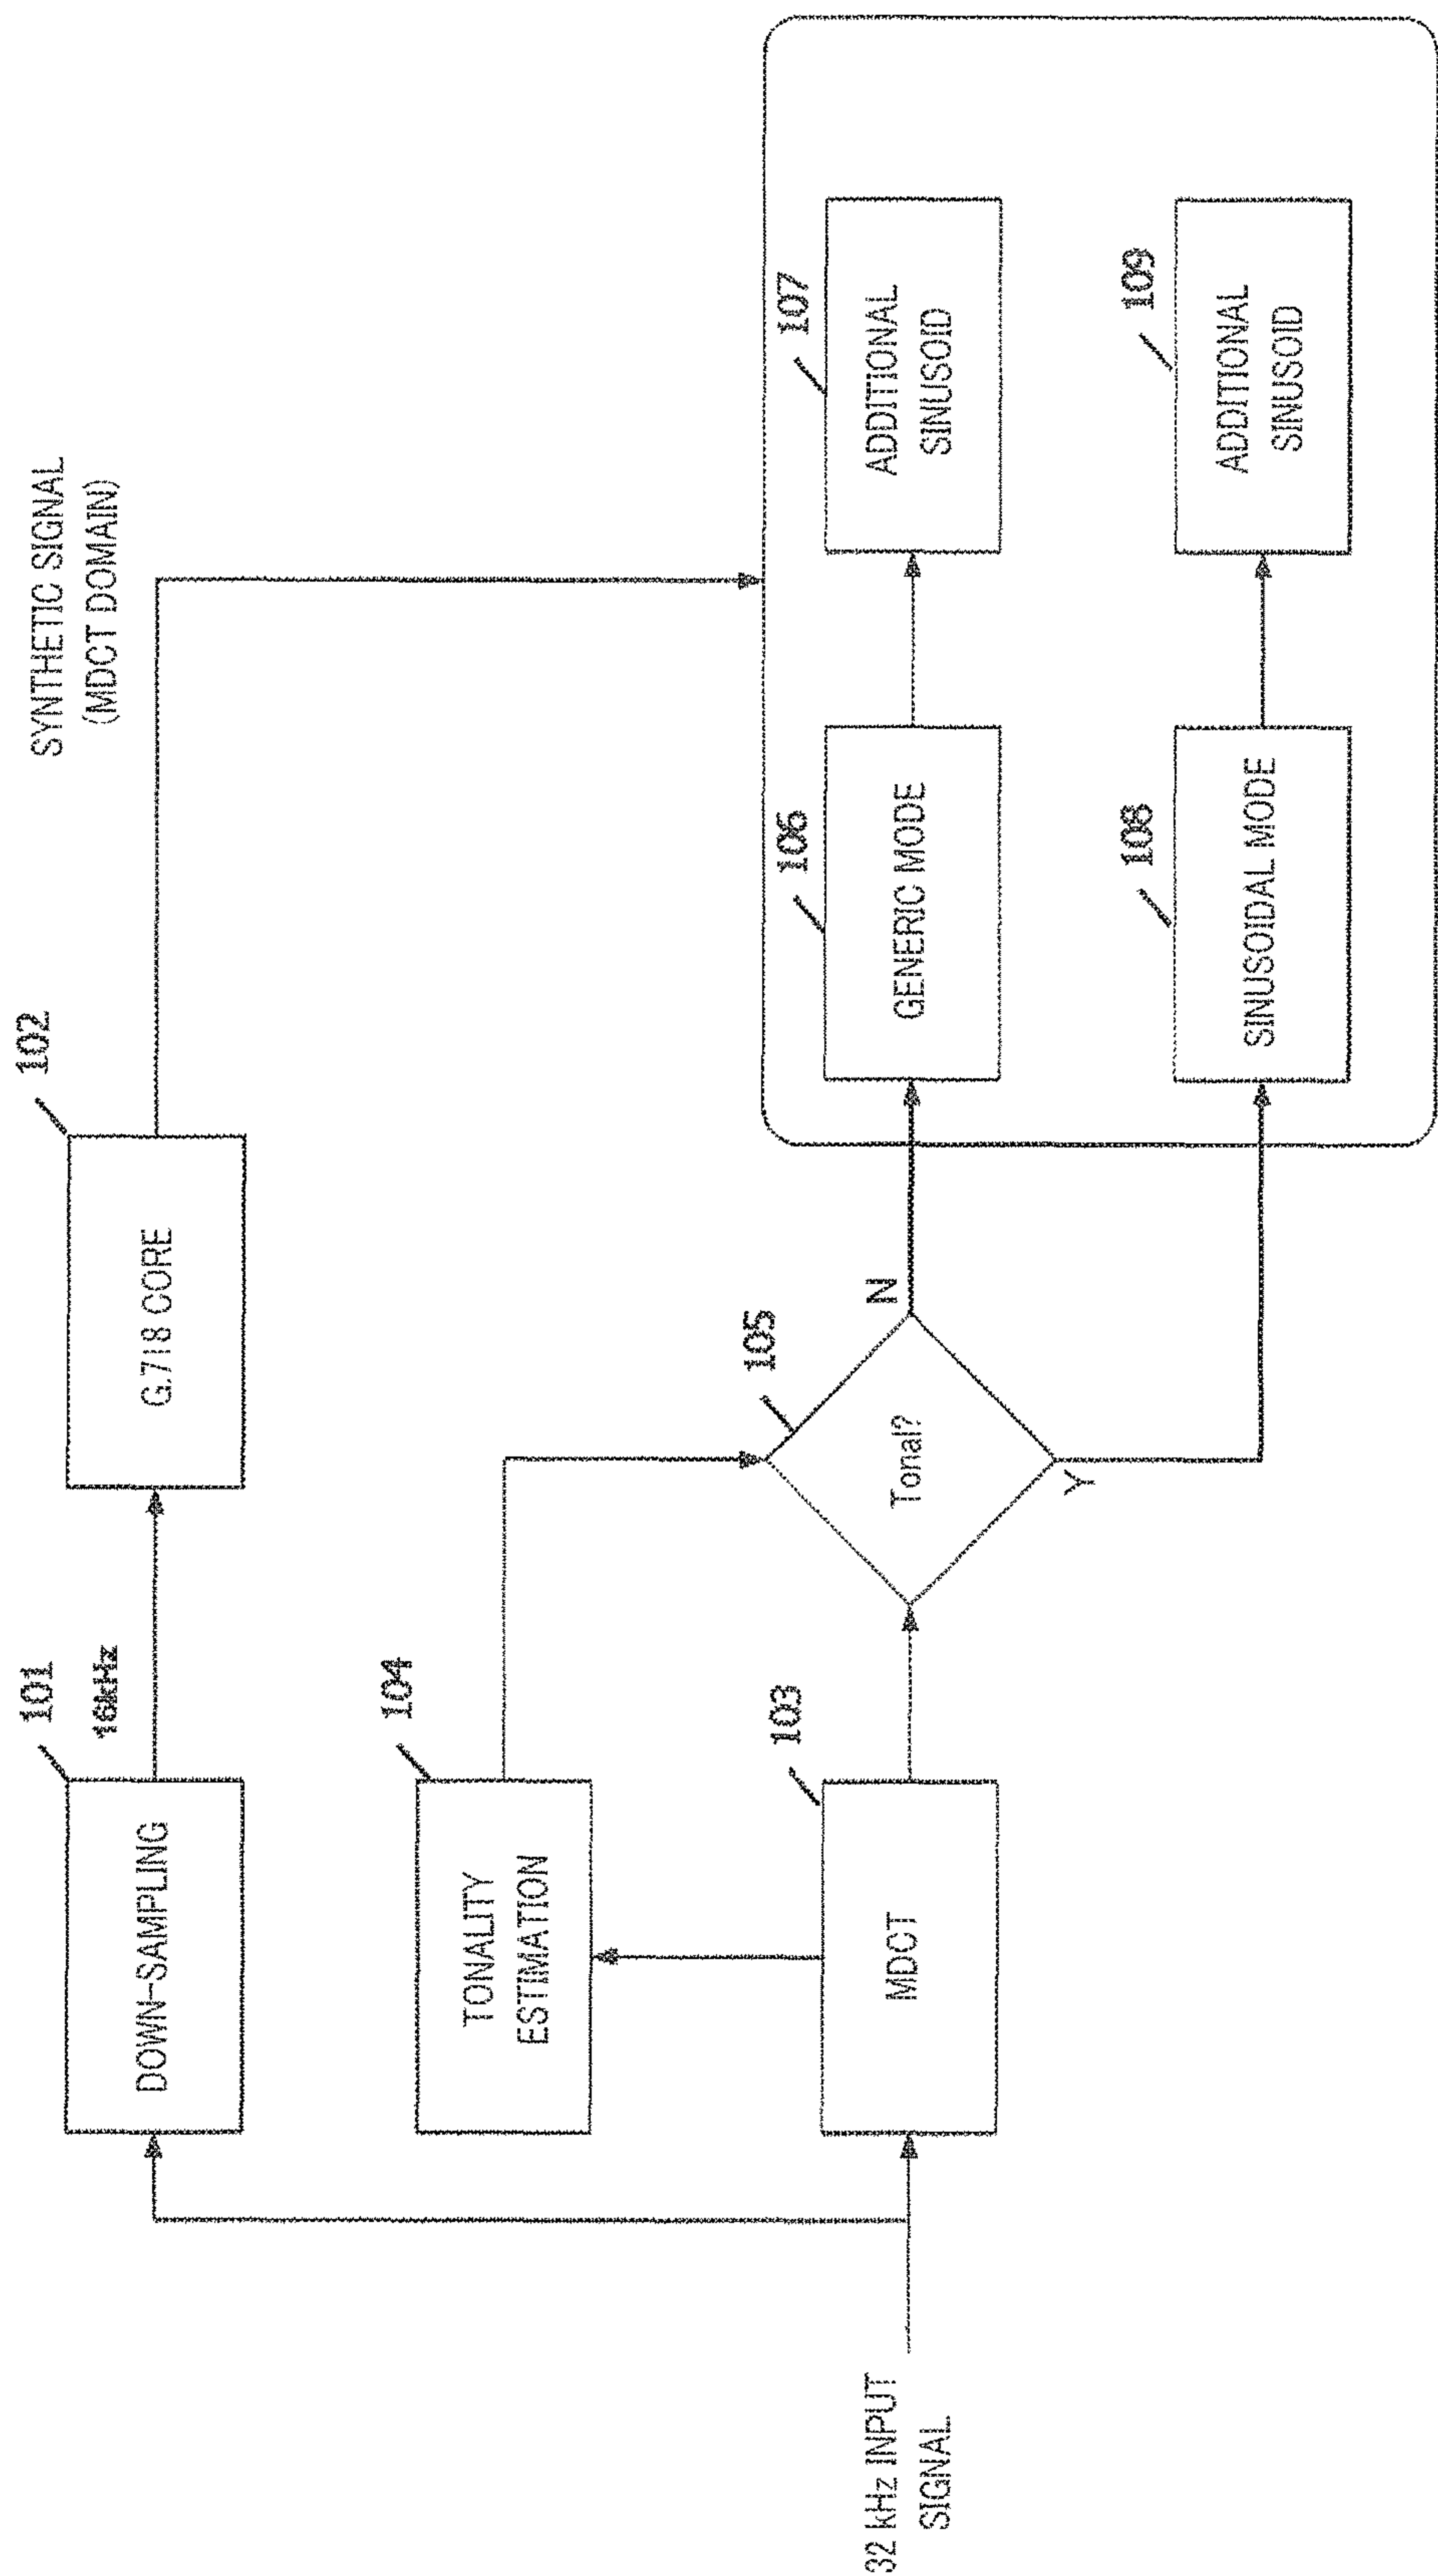 SYNTHETIC SIGNAL
(MDCT DOMAIN)
101
16kHz
102
DOWN-SAMPLING
G.718 CORE
104
TONALITY
ESTIMATION
105
103
N
106
107
MDCT
Tonal?
GENERIC MODE
ADDITIONAL
SINUSOID
32 kHz INPUT
SIGNAL
Y
108
109
SINUSOIDAL MODE
ADDITIONAL
SINUSOID